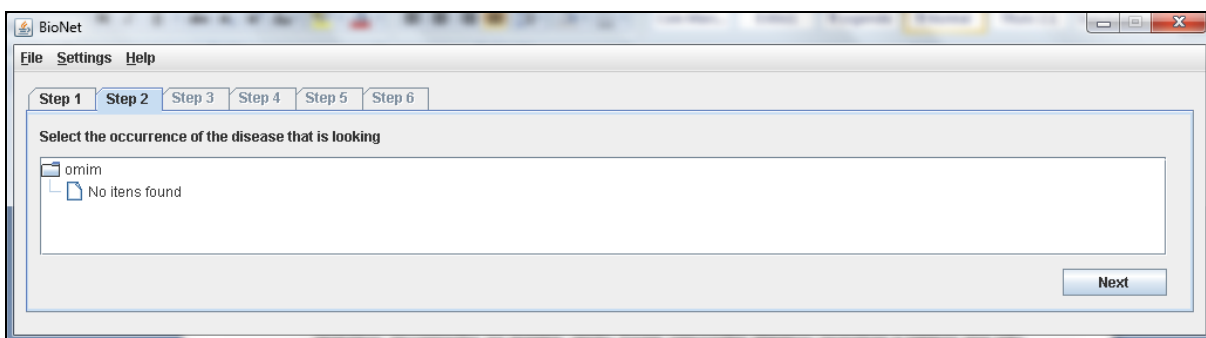 BioNet
File Settings Help
Step 1 Step 2 Step 3 Step 4 Step 5 Step 6
Select the occurrence of the disease that is looking
omim
No itens found
Next